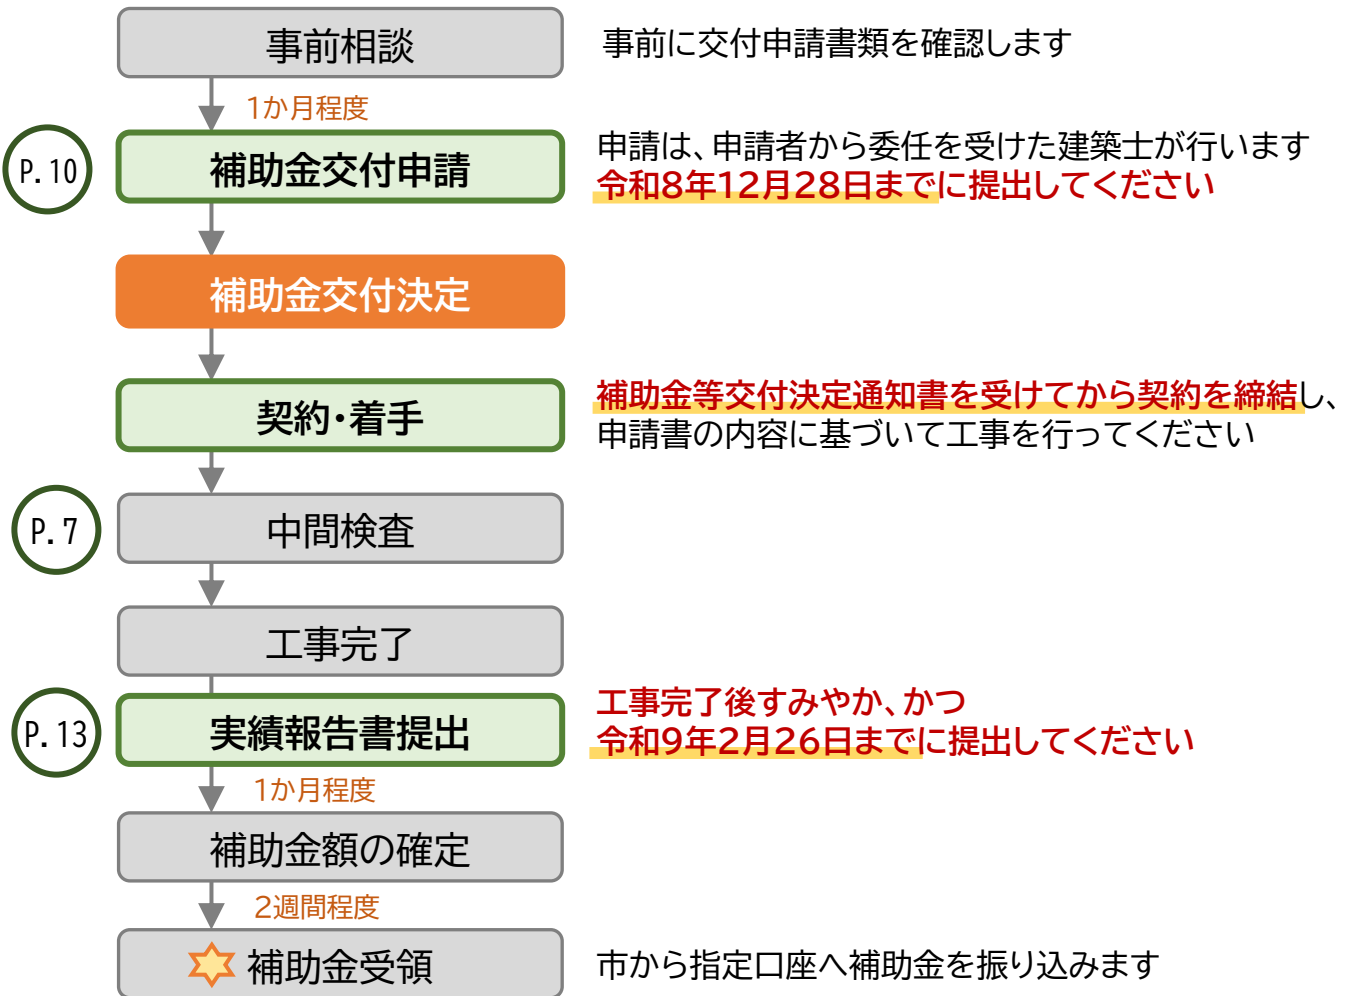 事前相談
事前に交付申請書類を確認します
1か月程度
P.10
補助金交付申請
申請は、申請者から委任を受けた建築士が行います
令和8年12月28日までに提出してください
補助金交付決定
契約・着手
補助金等交付決定通知書を受けてから契約を締結し、
申請書の内容に基づいて工事を行ってください
P.7
中間検査
工事完了
P.13
実績報告書提出
工事完了後すみやか、かつ
令和9年2月26日までに提出してください
1か月程度
補助金額の確定
2週間程度
補助金受領
市から指定口座へ補助金を振り込みます